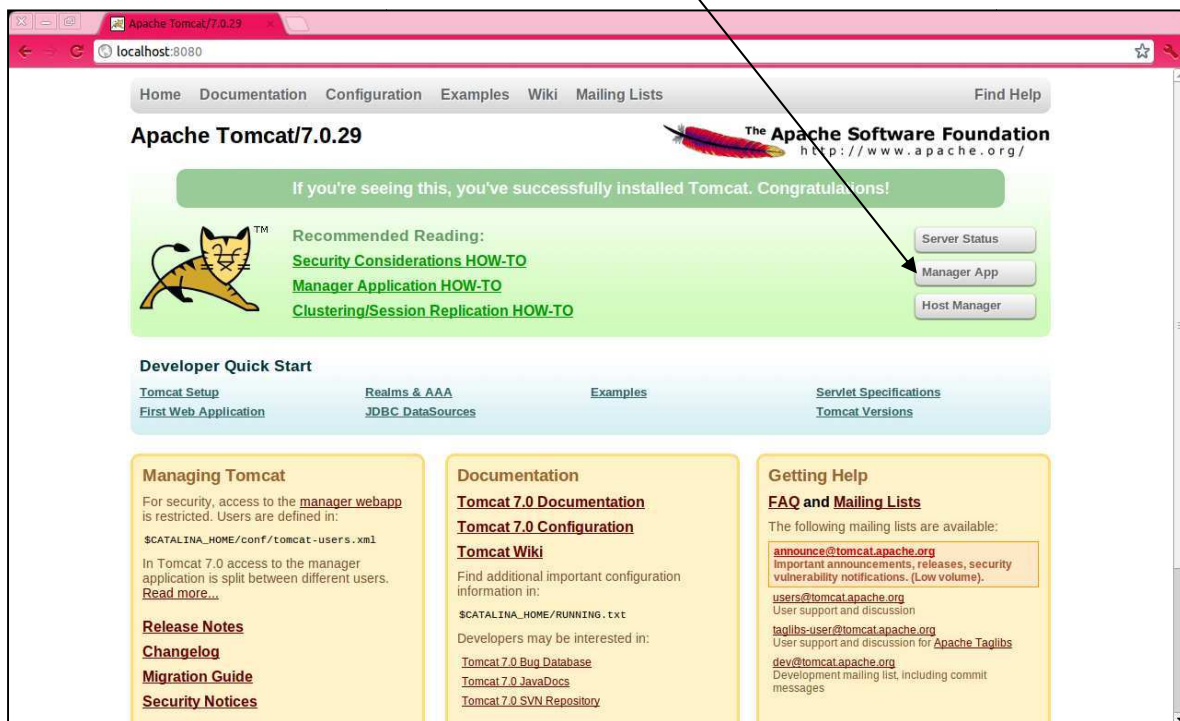 Apache Tomcat/7.0.29
localhost:8080
Home Documentation Configuration Examples Wiki Mailing Lists Find Help
Apache Tomcat/7.0.29
The Apache Software Foundation
http://www.apache.org/
If you're seeing this, you've successfully installed Tomcat. Congratulations!
TM
Recommended Reading:
Security Considerations HOW-TO
Manager Application HOW-TO
Clustering/Session Replication HOW-TO
Server Status
Manager App
Host Manager
Developer Quick Start
Tomcat Setup
First Web Application
Realms & AAA
JDBC DataSources
Examples
Servlet Specifications
Tomcat Versions
Managing Tomcat
For security, access to the manager webapp
is restricted. Users are defined in:
$CATALINA_HOME/conf/tomcat-users.xml
In Tomcat 7.0 access to the manager
application is split between different users.
Read more...
Release Notes
Changelog
Migration Guide
Security Notices
Documentation
Tomcat 7.0 Documentation
Tomcat 7.0 Configuration
Tomcat Wiki
Find additional important configuration
information in:
$CATALINA_HOME/RUNNING.txt
Developers may be interested in:
Tomcat 7.0 Bug Database
Tomcat 7.0 JavaDocs
Tomcat 7.0 SVN Repository
Getting Help
FAQ and Mailing Lists
The following mailing lists are available:
announce@tomcat.apache.org
Important announcements, releases, security
vulnerability notifications. (Low volume).
users@tomcat.apache.org
User support and discussion
taglibs-user@tomcat.apache.org
User support and discussion for Apache Taglibs
dev@tomcat.apache.org
Development mailing list, including commit
messages